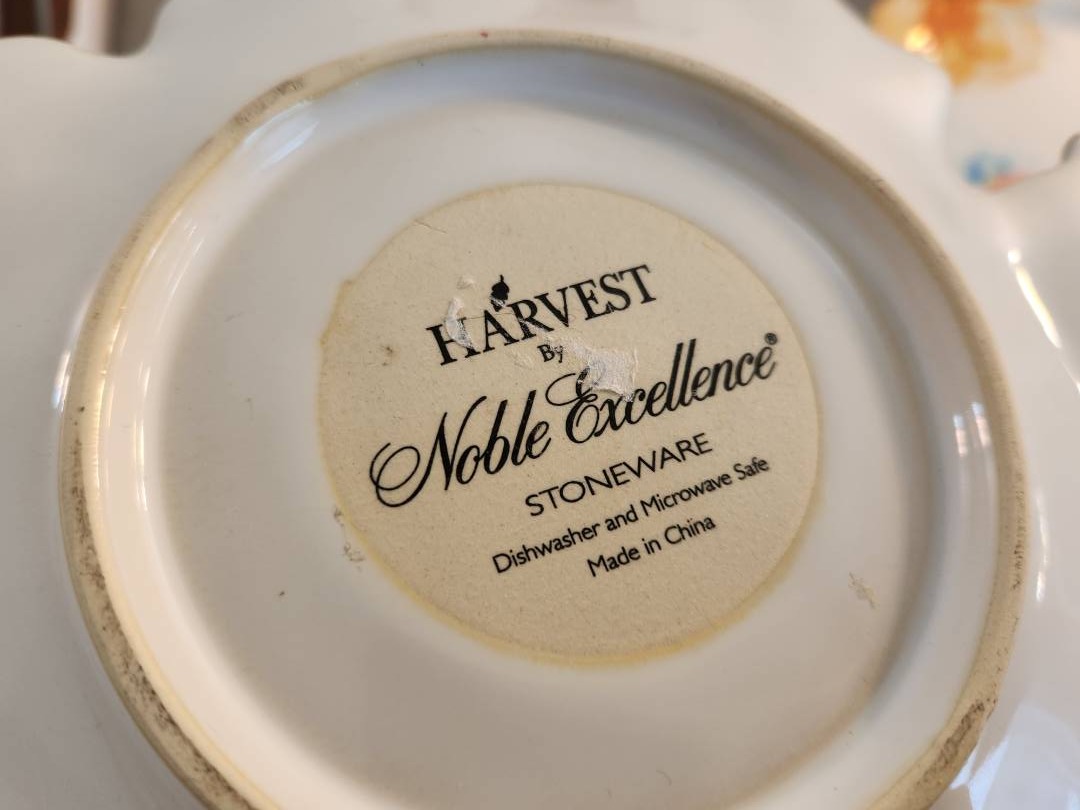 HARVEST
By
Noble Excellence®
STONEWARE
Dishwasher and Microwave Safe
Made in China